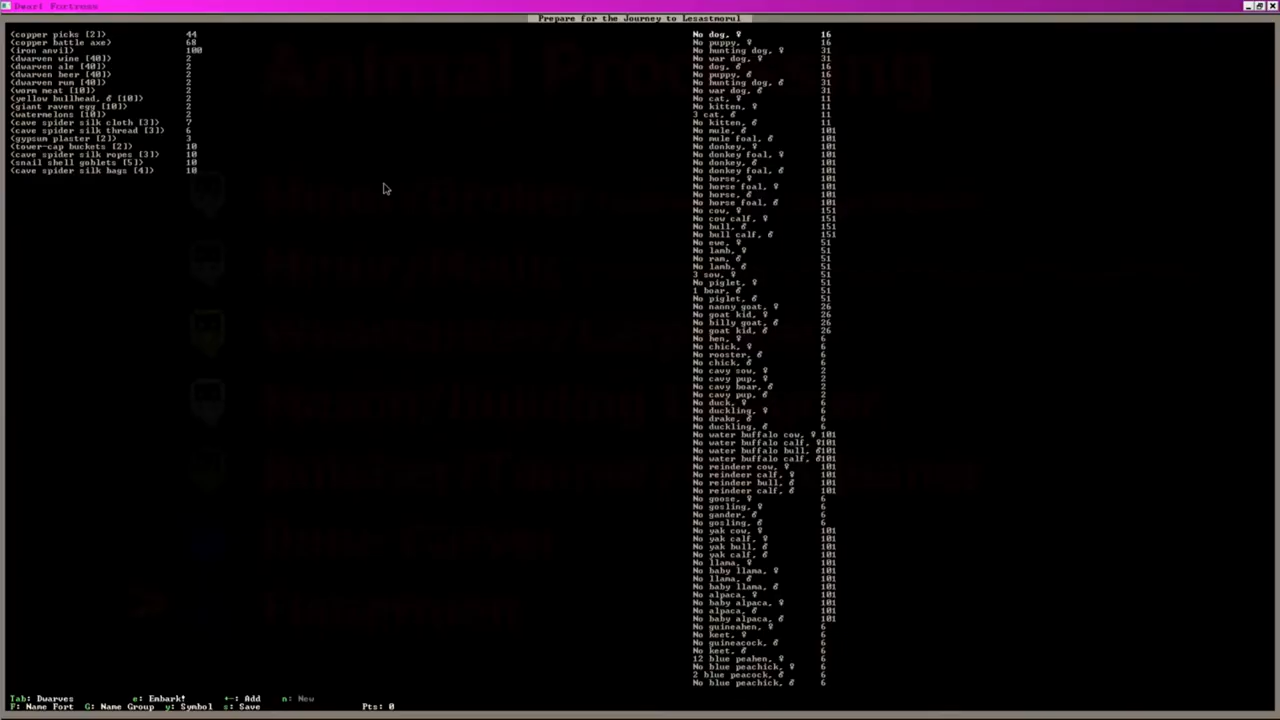 Dwarf Fortress
Prepare for the Journey to Lesastmorul
(copper picks [2]) 44
(copper battle axe) 68
(iron anvil) 100
(dwarven wine [40]) 2
(dwarven ale [40]) 2
(dwarven beer [40]) 2
(dwarven rum [40]) 2
(worm meat [10]) 2
(yellow bullhead, ♂ [10]) 2
(giant raven egg [10]) 2
(watermelons [10]) 2
(cave spider silk cloth [3]) 7
(cave spider silk thread [3]) 6
(gypsum plaster [2]) 3
(tower-cap buckets [2]) 10
(cave spider silk ropes [3]) 10
(snail shell goblets [5]) 10
(cave spider silk bags [4]) 10
No dog, ♀ 16
No puppy, ♀ 16
No hunting dog, ♀ 31
No war dog, ♀ 31
No dog, ♂ 16
No puppy, ♂ 16
No hunting dog, ♂ 31
No war dog, ♂ 31
No cat, ♀ 11
No kitten, ♀ 11
3 cat, ♂ 11
No kitten, ♂ 11
No mule, ♂ 101
No mule foal, ♂ 101
No donkey, ♀ 101
No donkey foal, ♀ 101
No donkey, ♂ 101
No donkey foal, ♂ 101
No horse, ♀ 101
No horse foal, ♀ 101
No horse, ♂ 101
No horse foal, ♂ 101
No cow, ♀ 151
No cow calf, ♀ 151
No bull, ♂ 151
No bull calf, ♂ 151
No ewe, ♀ 51
No lamb, ♀ 51
No ram, ♂ 51
No lamb, ♂ 51
3 sow, ♀ 51
No piglet, ♀ 51
1 boar, ♂ 51
No piglet, ♂ 51
No nanny goat, ♀ 26
No goat kid, ♀ 26
No billy goat, ♂ 26
No goat kid, ♂ 26
No hen, ♀ 6
No chick, ♀ 6
No rooster, ♂ 6
No chick, ♂ 6
No cavy sow, ♀ 2
No cavy pup, ♀ 2
No cavy boar, ♂ 2
No cavy pup, ♂ 2
No duck, ♀ 6
No duckling, ♀ 6
No drake, ♂ 6
No duckling, ♂ 6
No water buffalo cow, ♀ 101
No water buffalo calf, ♀101
No water buffalo bull, ♂101
No water buffalo calf, ♂101
No reindeer cow, ♀ 101
No reindeer calf, ♀ 101
No reindeer bull, ♂ 101
No reindeer calf, ♂ 101
No goose, ♀ 6
No gosling, ♀ 6
No gander, ♂ 6
No gosling, ♂ 6
No yak cow, ♀ 101
No yak calf, ♀ 101
No yak bull, ♂ 101
No yak calf, ♂ 101
No llama, ♀ 101
No baby llama, ♀ 101
No llama, ♂ 101
No baby llama, ♂ 101
No alpaca, ♀ 101
No baby alpaca, ♀ 101
No alpaca, ♂ 101
No baby alpaca, ♂ 101
No guineahen, ♀ 6
No keet, ♀ 6
No guineacock, ♂ 6
No keet, ♂ 6
12 blue peahen, ♀ 6
No blue peachick, ♀ 6
2 blue peacock, ♂ 6
No blue peachick, ♂ 6
Tab: Dwarves e: Embark! +-: Add n: New
F: Name Fort G: Name Group y: Symbol s: Save Pts: 0